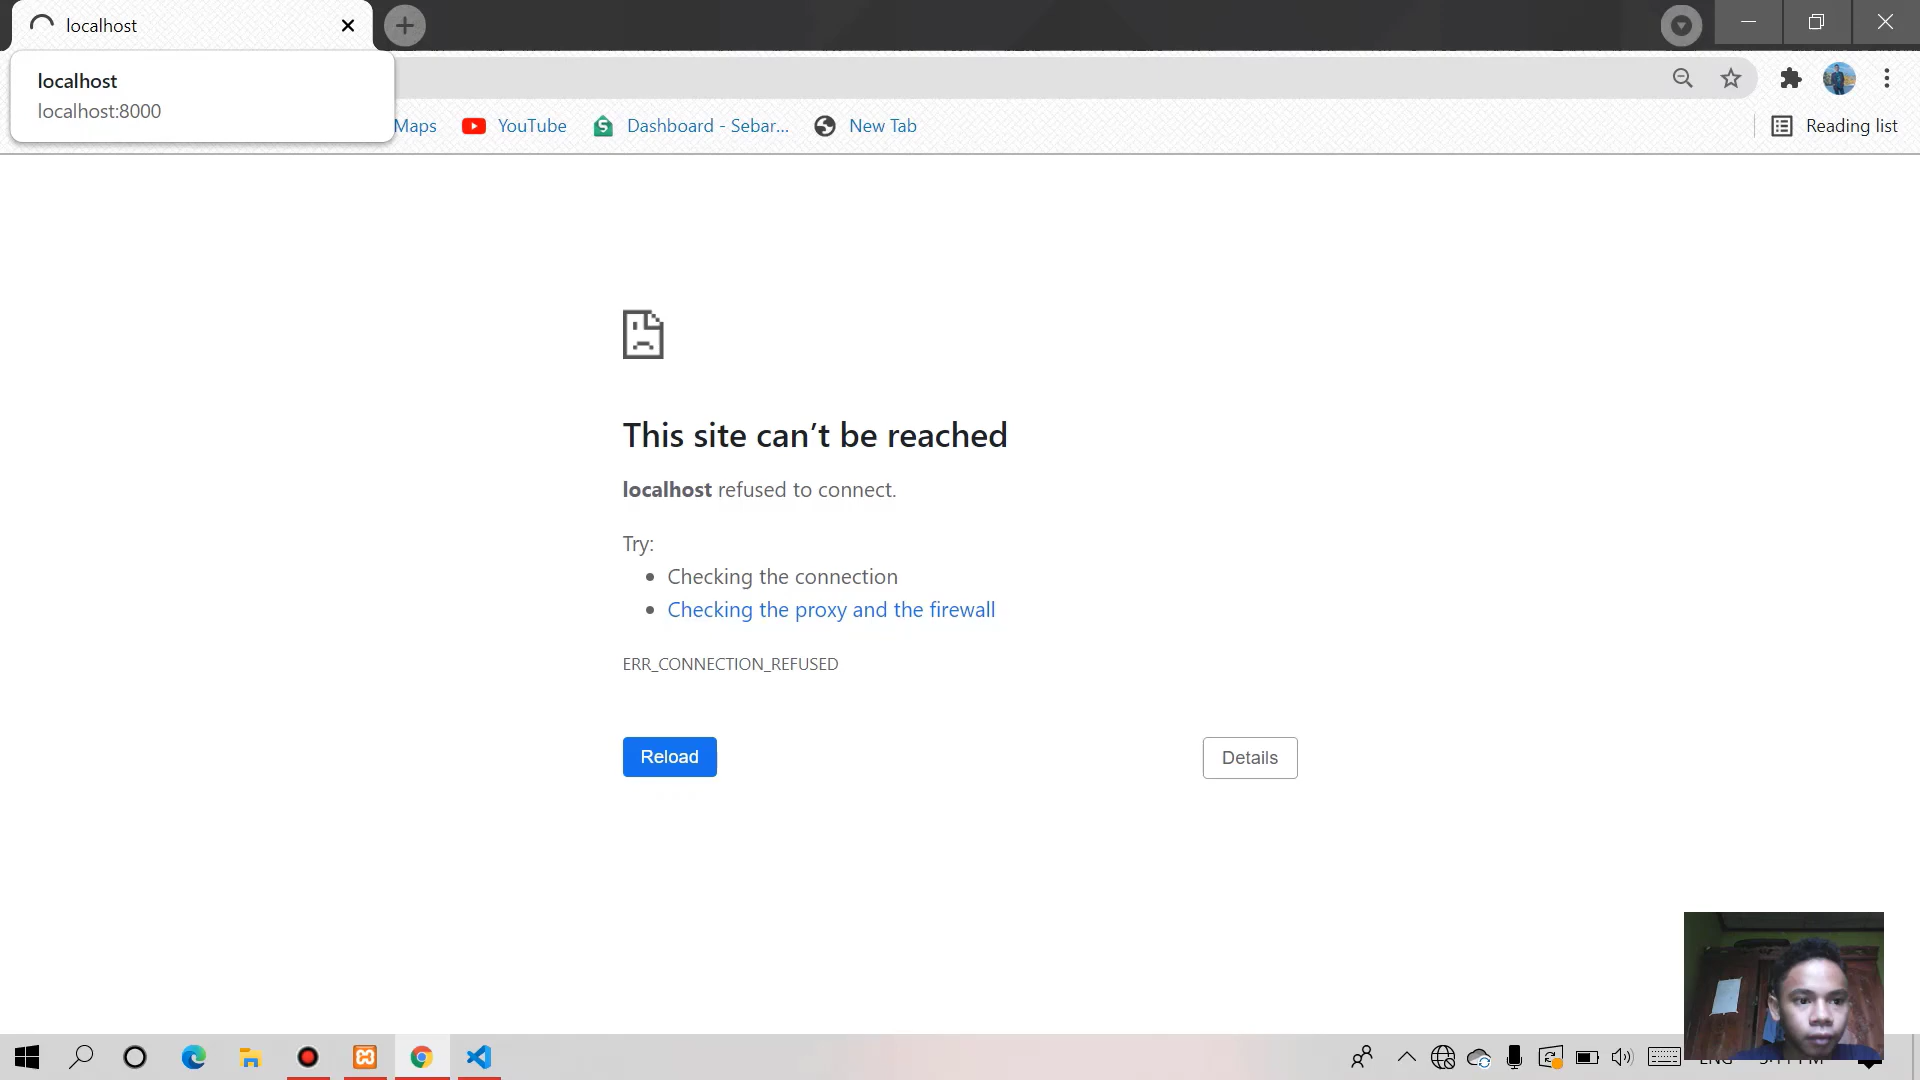 localhost
localhost
localhost:8000
Maps
YouTube
Dashboard - Sebar...
New Tab
Reading list
This site can’t be reached
localhost refused to connect.
Try:
Checking the connection
Checking the proxy and the firewall
ERR_CONNECTION_REFUSED
Reload
Details